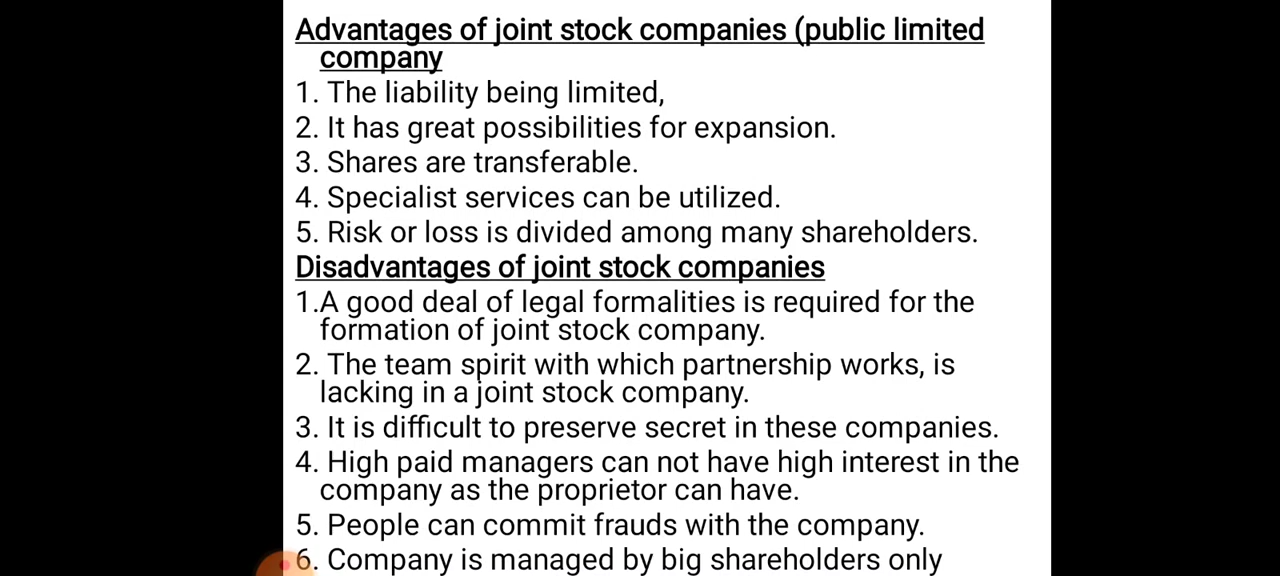 Advantages of joint stock companies (public limited
company
1. The liability being limited,
2. It has great possibilities for expansion.
3. Shares are transferable.
4. Specialist services can be utilized.
5. Risk or loss is divided among many shareholders.
Disadvantages of joint stock companies
1.A good deal of legal formalities is required for the
formation of joint stock company.
2. The team spirit with which partnership works, is
lacking in a joint stock company.
3. It is difficult to preserve secret in these companies.
4. High paid managers can not have high interest in the
company as the proprietor can have.
5. People can commit frauds with the company.
6. Company is managed by big shareholders only